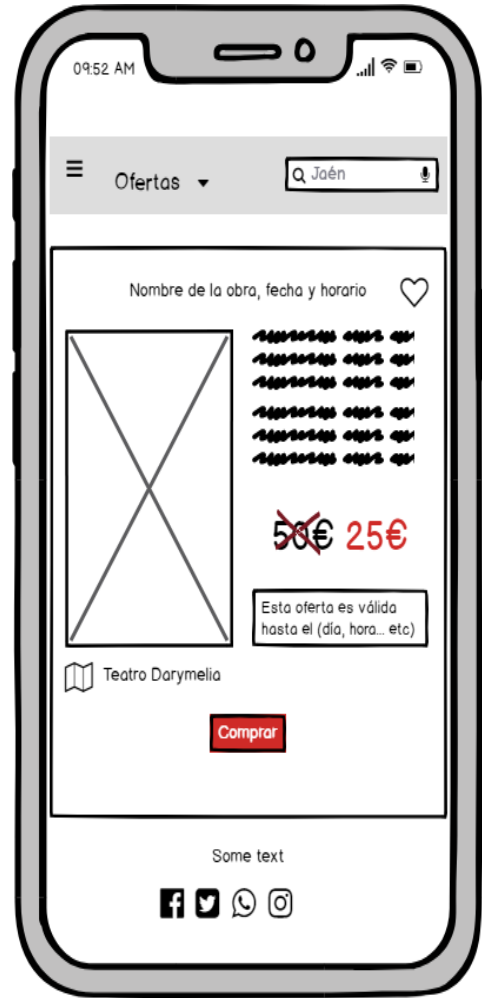 09:52 AM
Ofertas
Jaén
Nombre de la obra, fecha y horario
50€ 25€
Esta oferta es válida
hasta el (día, hora... etc)
Teatro Darymelia
Comprar
Some text